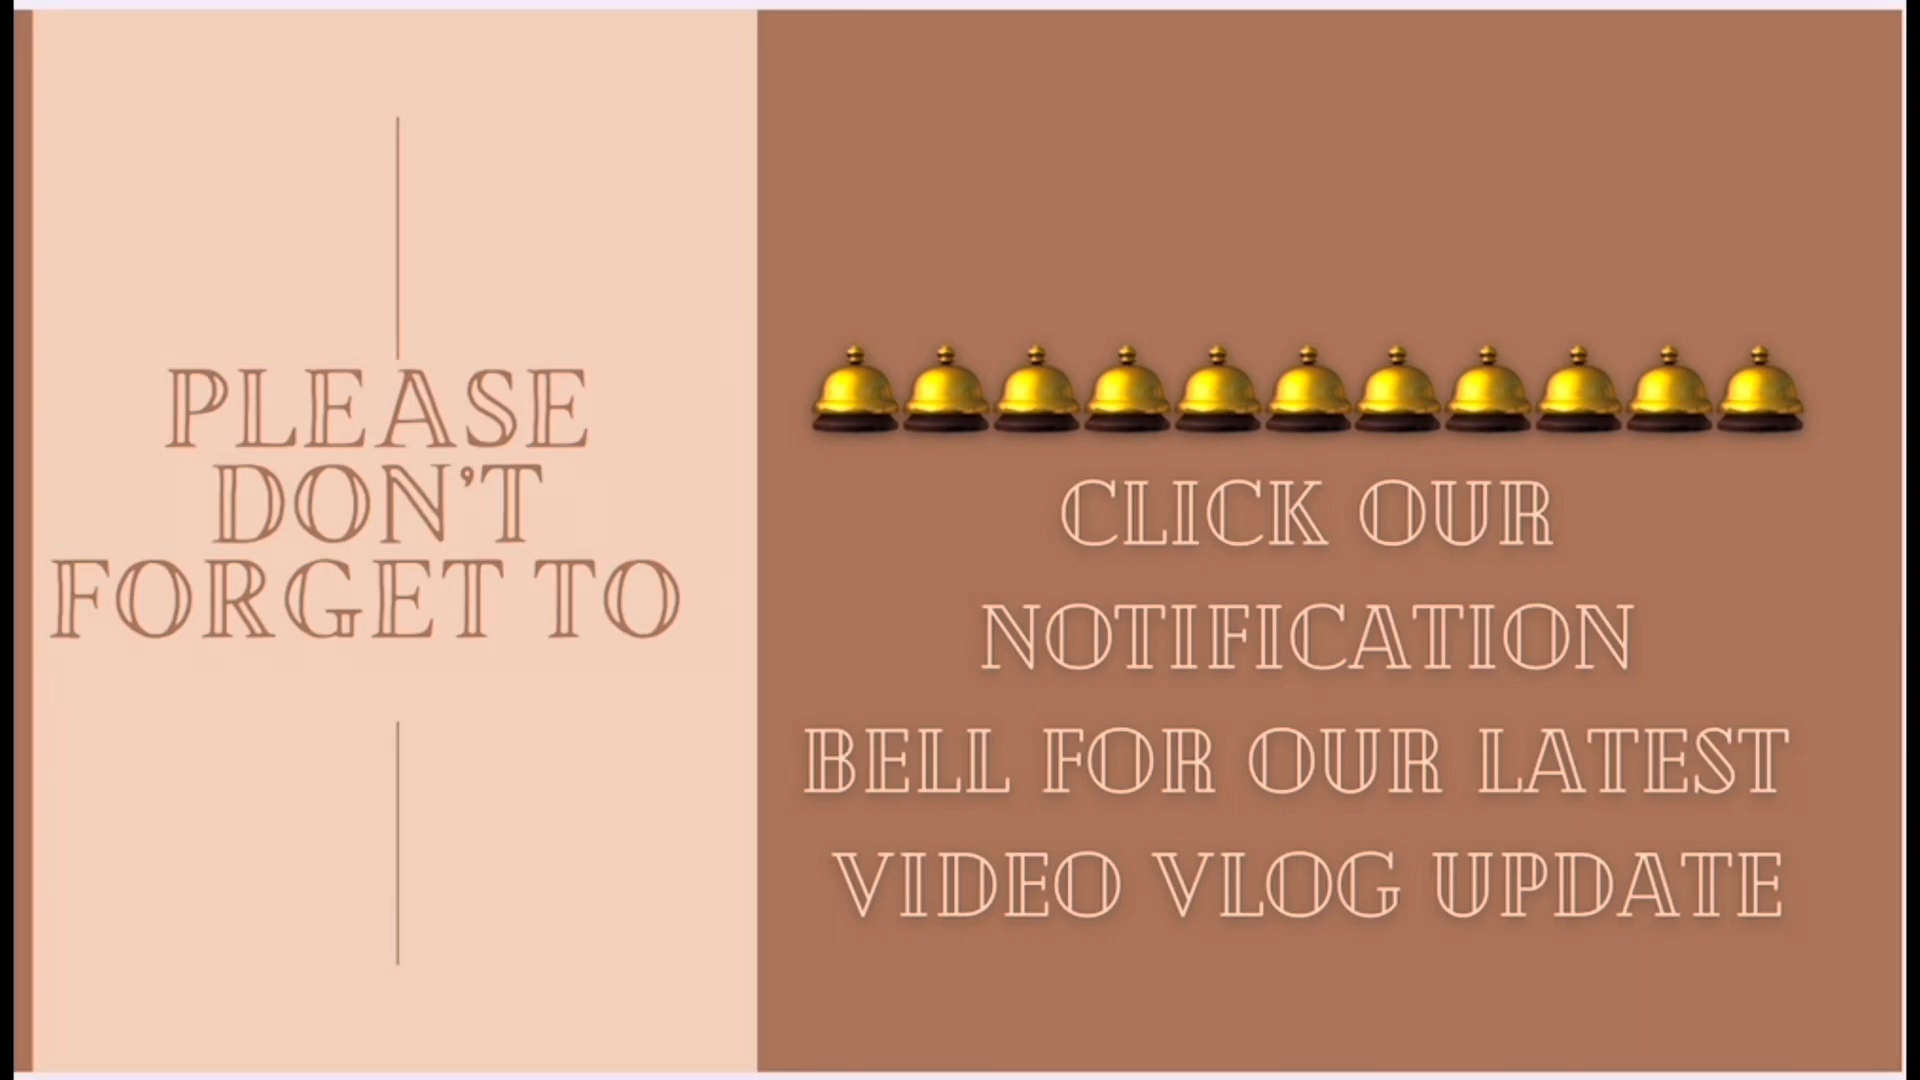 PLEASE
DON'T
FORGET TO
CLICK OUR
NOTIFICATION
BELL FOR OUR LATEST
VIDEO VLOG UPDATE